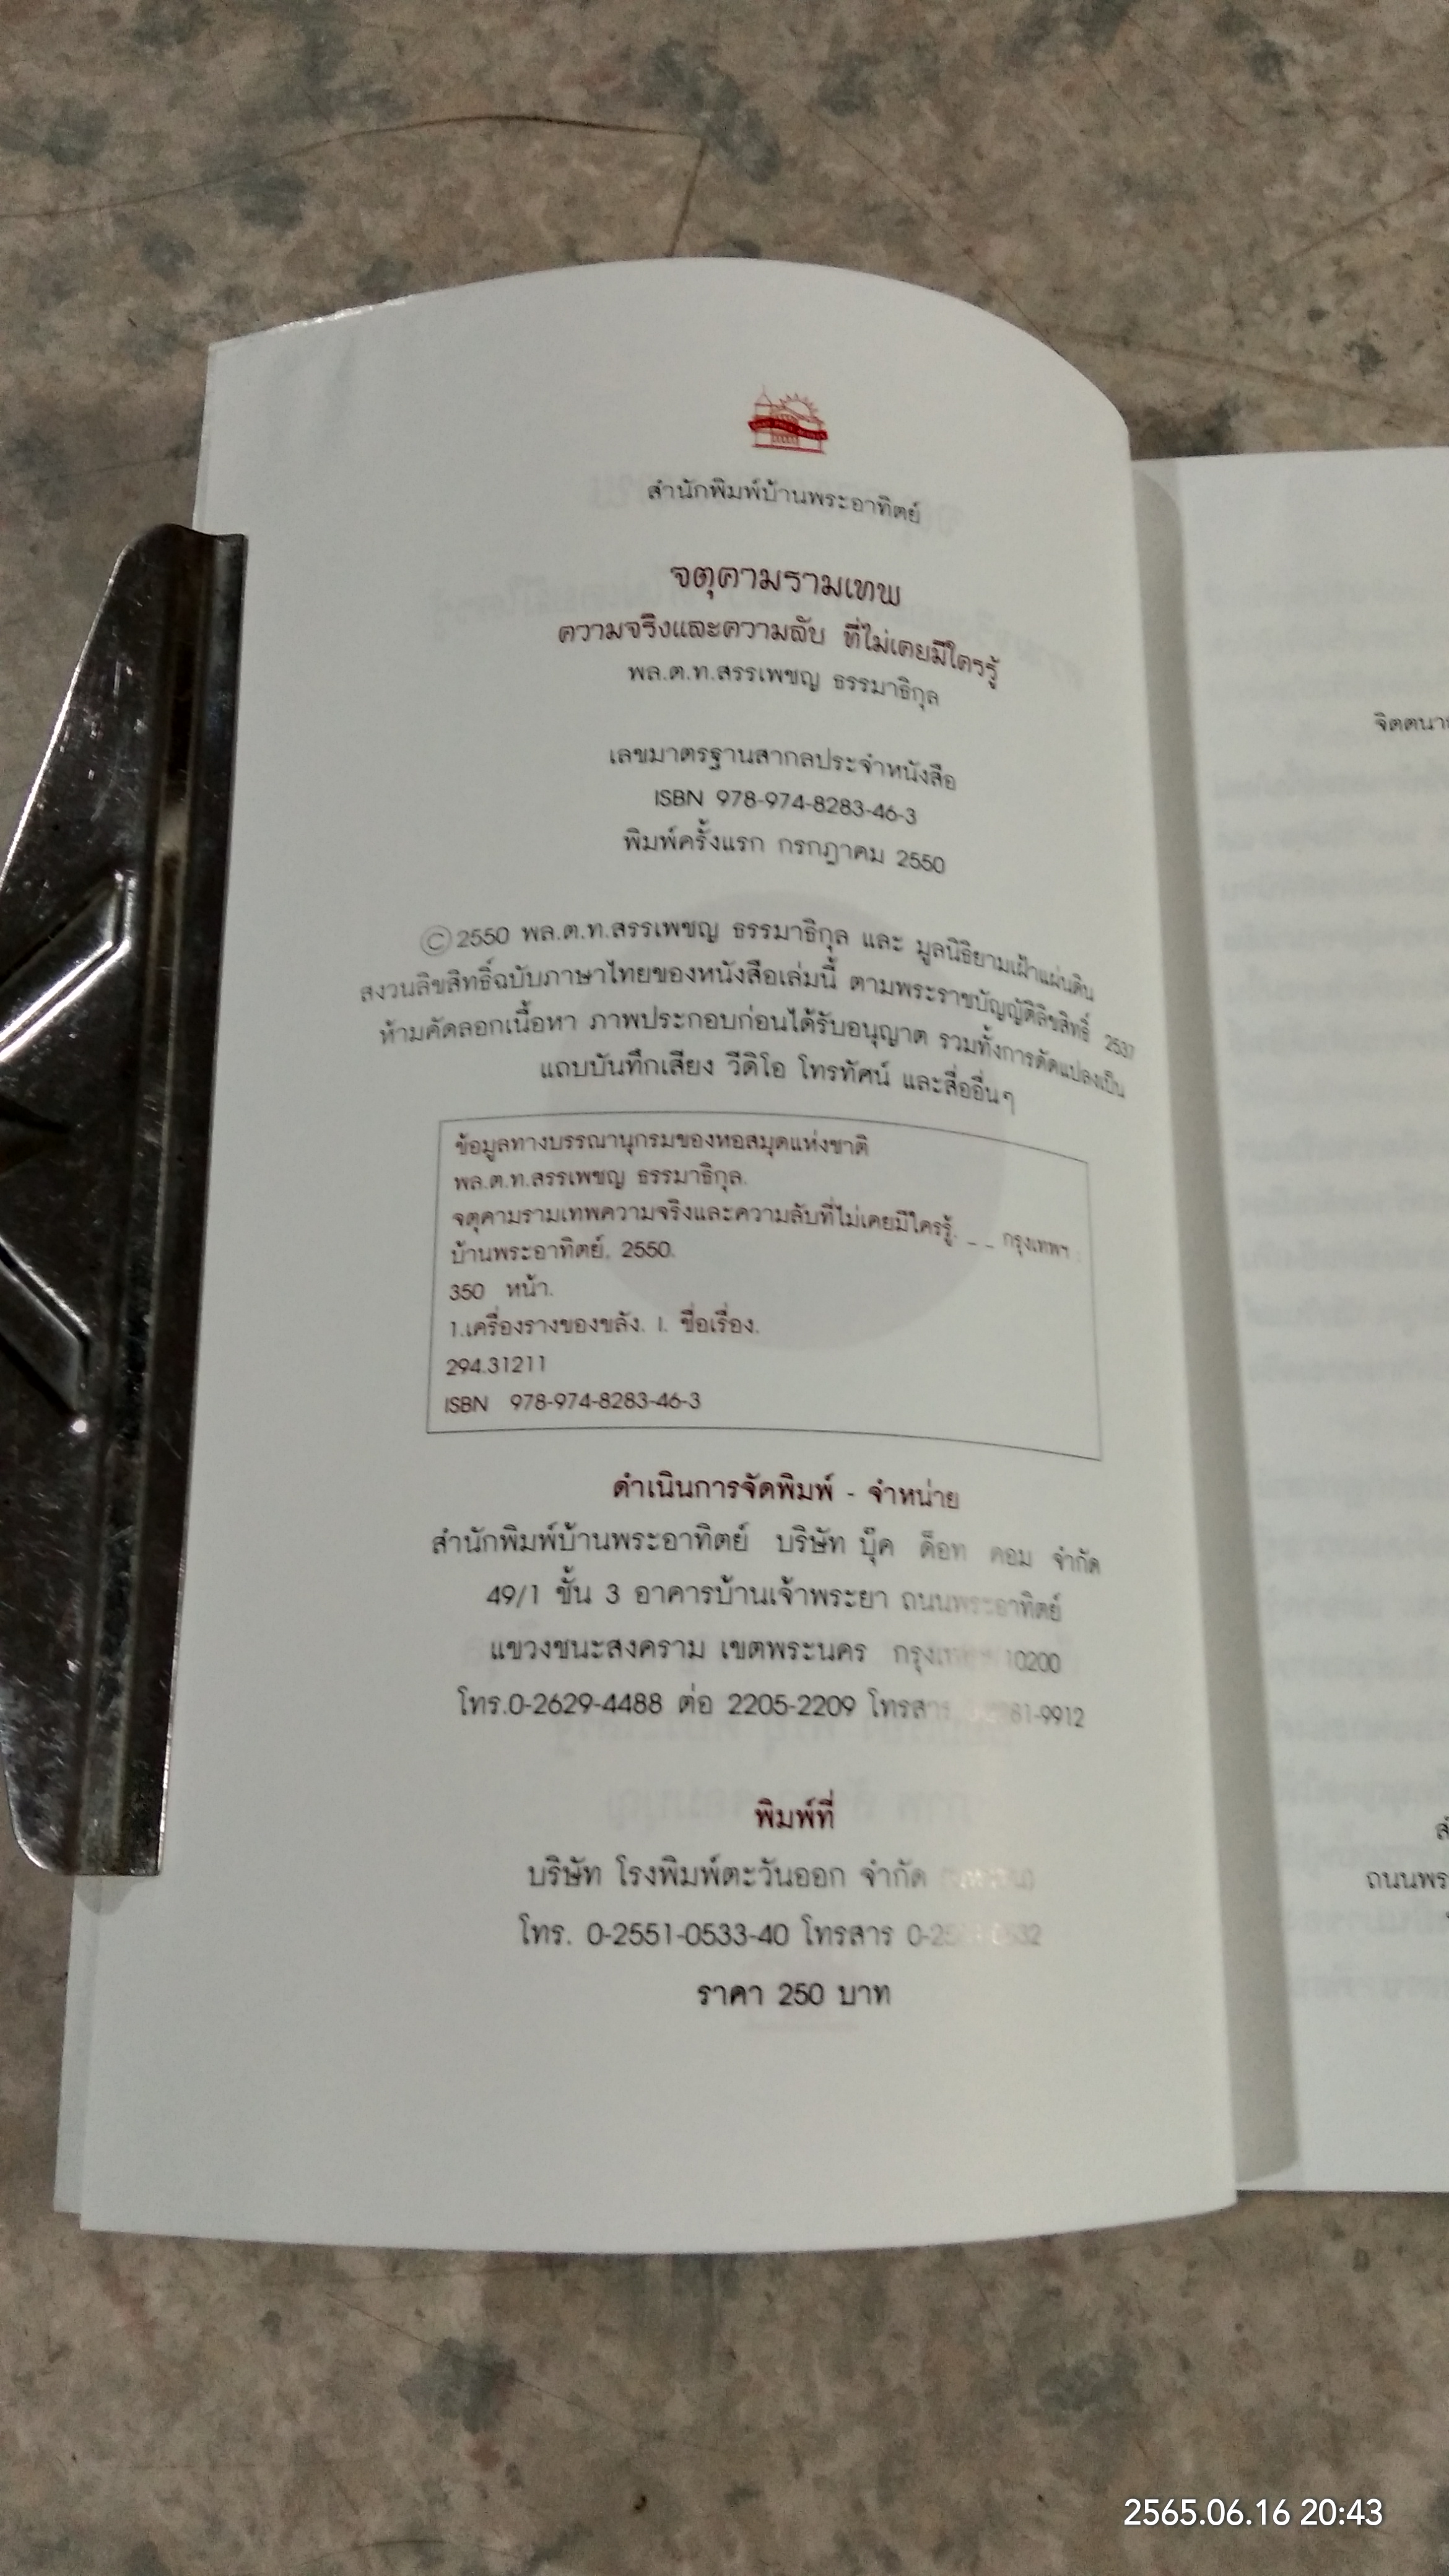 สำนักพิมพ์บ้านพระอาทิตย์
จตุคามรามเทพ
ความจริงและความลับ ที่ไม่เคยมีใครรู้
พล.ต.ท.สรรเพชญ ธรรมาธิกุล
เลขมาตรฐานสากลประจำหนังสือ
ISBN 978-974-8283-46-3
พิมพ์ครั้งแรก กรกฎาคม 2550
©2550 พล.ต.ท.สรรเพชญ ธรรมาธิกุล และ มูลนิธิยามเฝ้าแผ่นดิน
สงวนลิขสิทธิ์ฉบับภาษาไทยของหนังสือเล่มนี้ ตามพระราชบัญญัติลิขสิทธิ์ 2537
ห้ามคัดลอกเนื้อหา ภาพประกอบก่อนได้รับอนุญาต รวมทั้งการดัดแปลงเป็น
แถบบันทึกเสียง วีดิโอ โทรทัศน์ และสื่ออื่นๆ
ข้อมูลทางบรรณานุกรมของหอสมุดแห่งชาติ
พล.ต.ท.สรรเพชญ ธรรมาธิกุล.
จตุคามรามเทพความจริงและความลับที่ไม่เคยมีใครรู้. _ _ กรุงเทพฯ :
บ้านพระอาทิตย์, 2550.
350 หน้า.
1.เครื่องรางของขลัง. I. ชื่อเรื่อง.
294.31211
ISBN 978-974-8283-46-3
ดำเนินการจัดพิมพ์ - จำหน่าย
สำนักพิมพ์บ้านพระอาทิตย์ บริษัท บุ๊ค ด็อท คอม จำกัด
49/1 ชั้น 3 อาคารบ้านเจ้าพระยา ถนนพระอาทิตย์
แขวงชนะสงคราม เขตพระนคร กรุงเทพฯ 10200
โทร.0-2629-4488 ต่อ 2205-2209 โทรสาร
พิมพ์ที่
บริษัท โรงพิมพ์ตะวันออก จำกัด
โทร. 0-2551-0533-40 โทรสาร
ราคา 250 บาท
2565.06.16 20:43